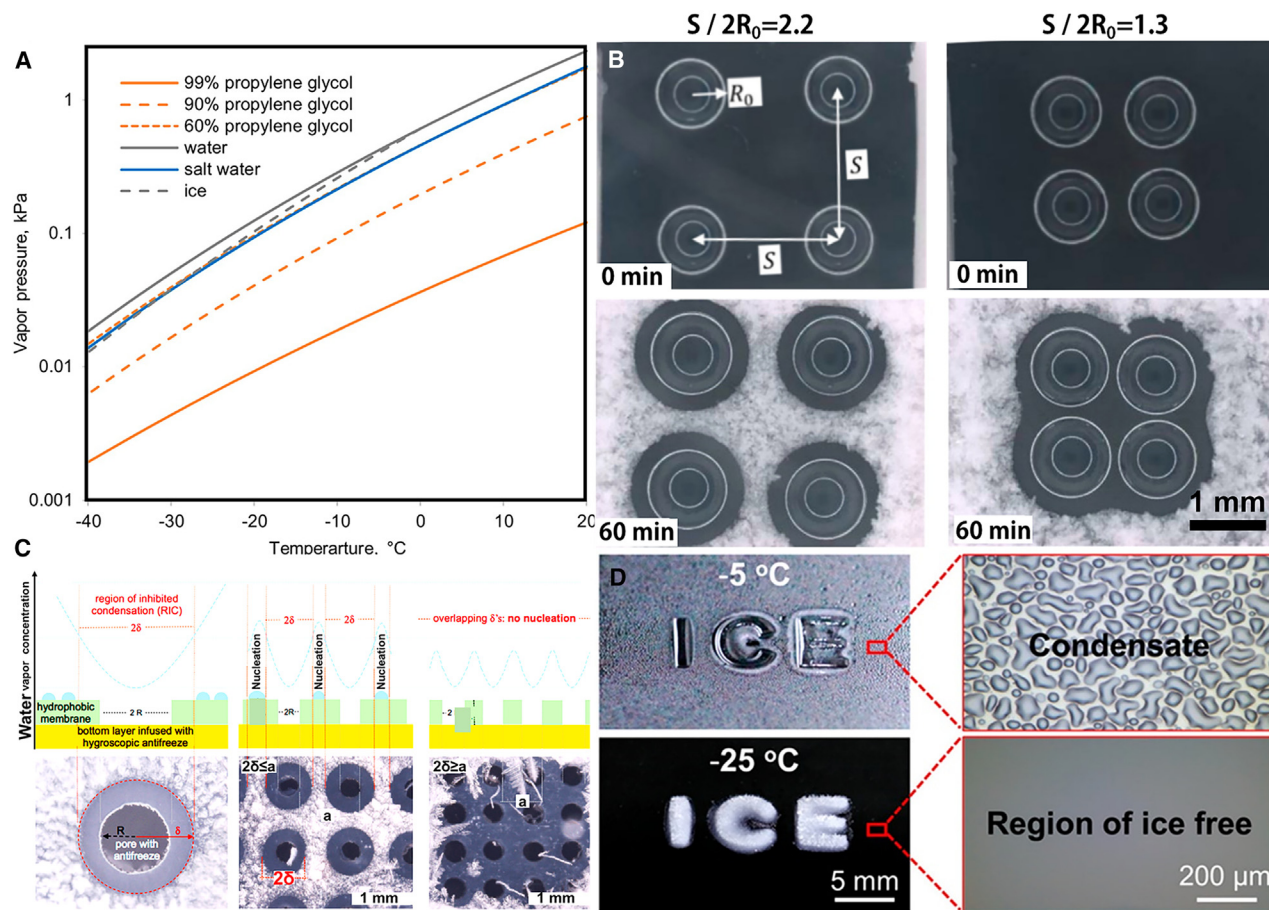 A
99% propylene glycol
90% propylene glycol
60% propylene glycol
water
salt water
ice
Vapor pressure, kPa
1
0.1
0.01
0.001
-40
-30
-20
-10
0
10
20
Temperarture, °C
S / 2R₀=2.2
S / 2R₀=1.3
B
R₀
S
S
0 min
0 min
60 min
60 min
1 mm
C
Water vapor concentration
region of inhibited
condensation (RIC)
2δ
Nucleation
2δ
Nucleation
2δ
Nucleation
overlapping δ's: no nucleation
hydrophobic
membrane
2 R
2R
2
bottom layer infused with
hygroscopic antifreeze
R
δ
pore with
antifreeze
2δ≤a
a
2δ
1 mm
2δ≥a
a
1 mm
D
-5 °C
ICE
Condensate
-25 °C
ICE
5 mm
Region of ice free
200 µm